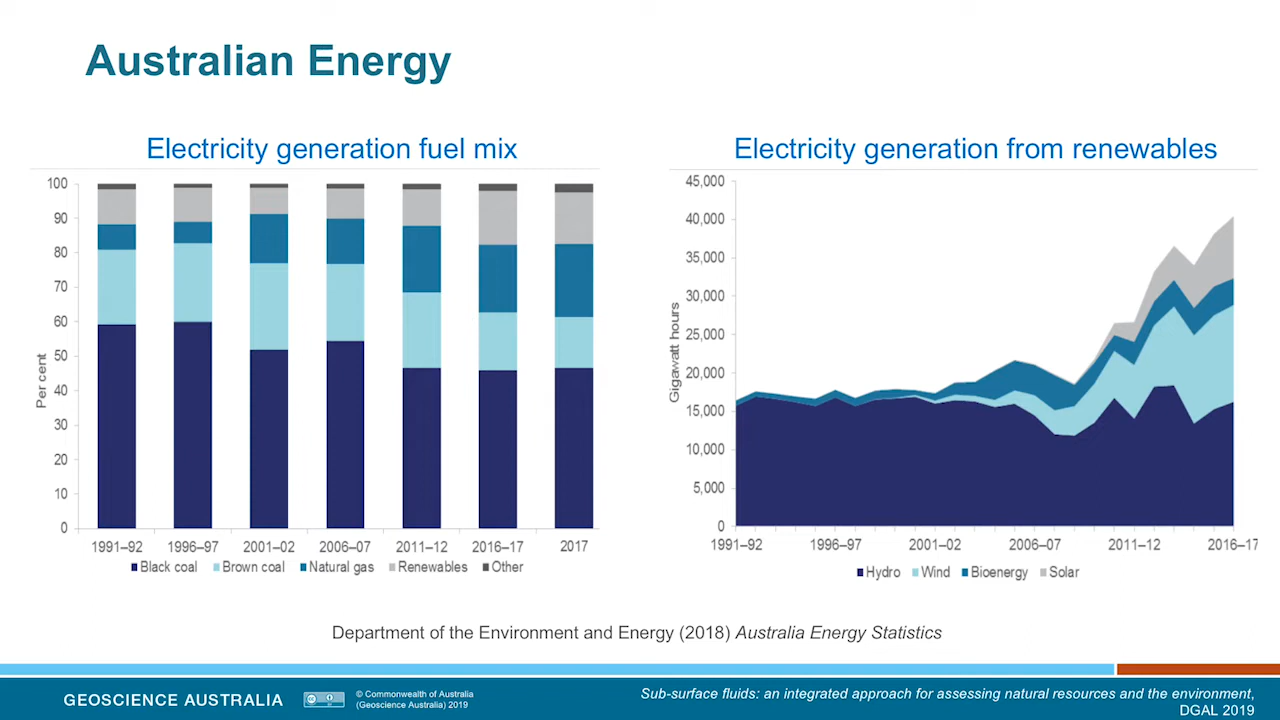 Australian Energy
Electricity generation fuel mix
100
90
80
70
60
50
40
30
20
10
0
Per cent
1991–92 1996–97 2001–02 2006–07 2011–12 2016–17 2017
Black coal Brown coal Natural gas Renewables Other
Electricity generation from renewables
45,000
40,000
35,000
30,000
25,000
20,000
15,000
10,000
5,000
0
Gigawatt hours
1991–92 1996–97 2001–02 2006–07 2011–12 2016–17
Hydro Wind Bioenergy Solar
Department of the Environment and Energy (2018) Australia Energy Statistics
GEOSCIENCE AUSTRALIA
© Commonwealth of Australia
(Geoscience Australia) 2019
Sub-surface fluids: an integrated approach for assessing natural resources and the environment,
DGAL 2019